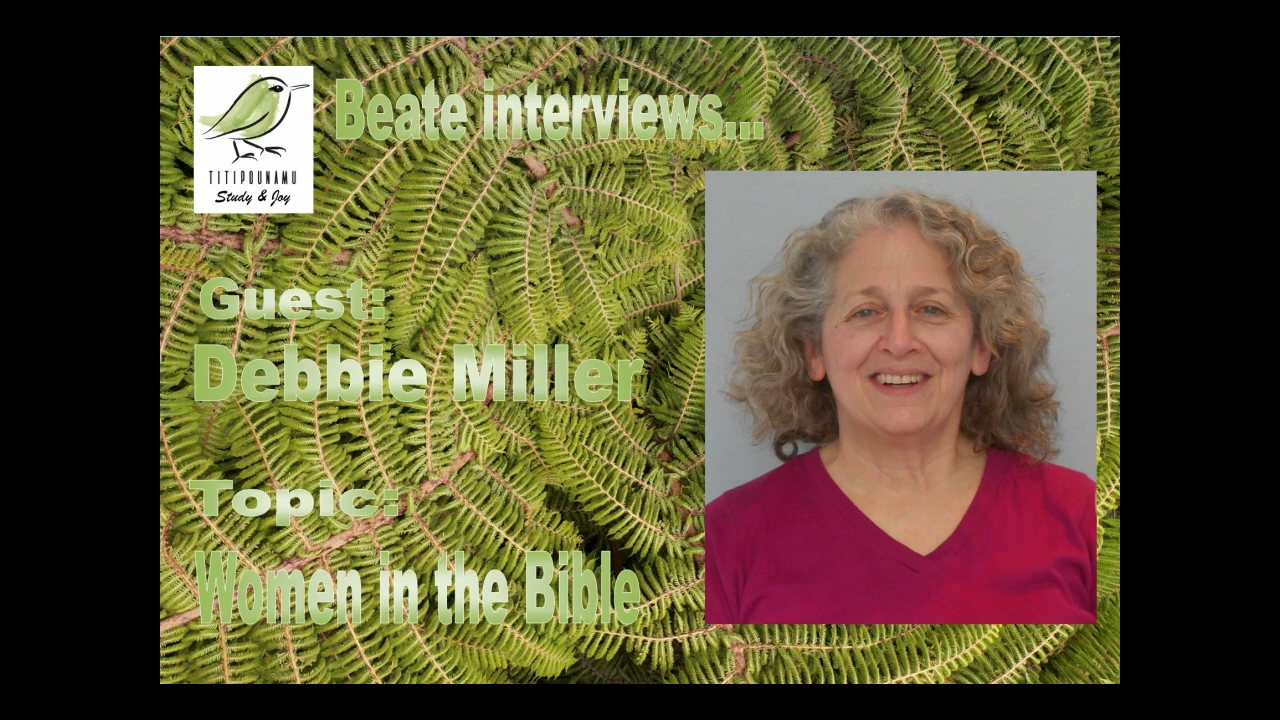 Beate interviews...
TITIPOUNAMU
Study & Joy
Guest:
Debbie Miller
Topic:
Women in the Bible